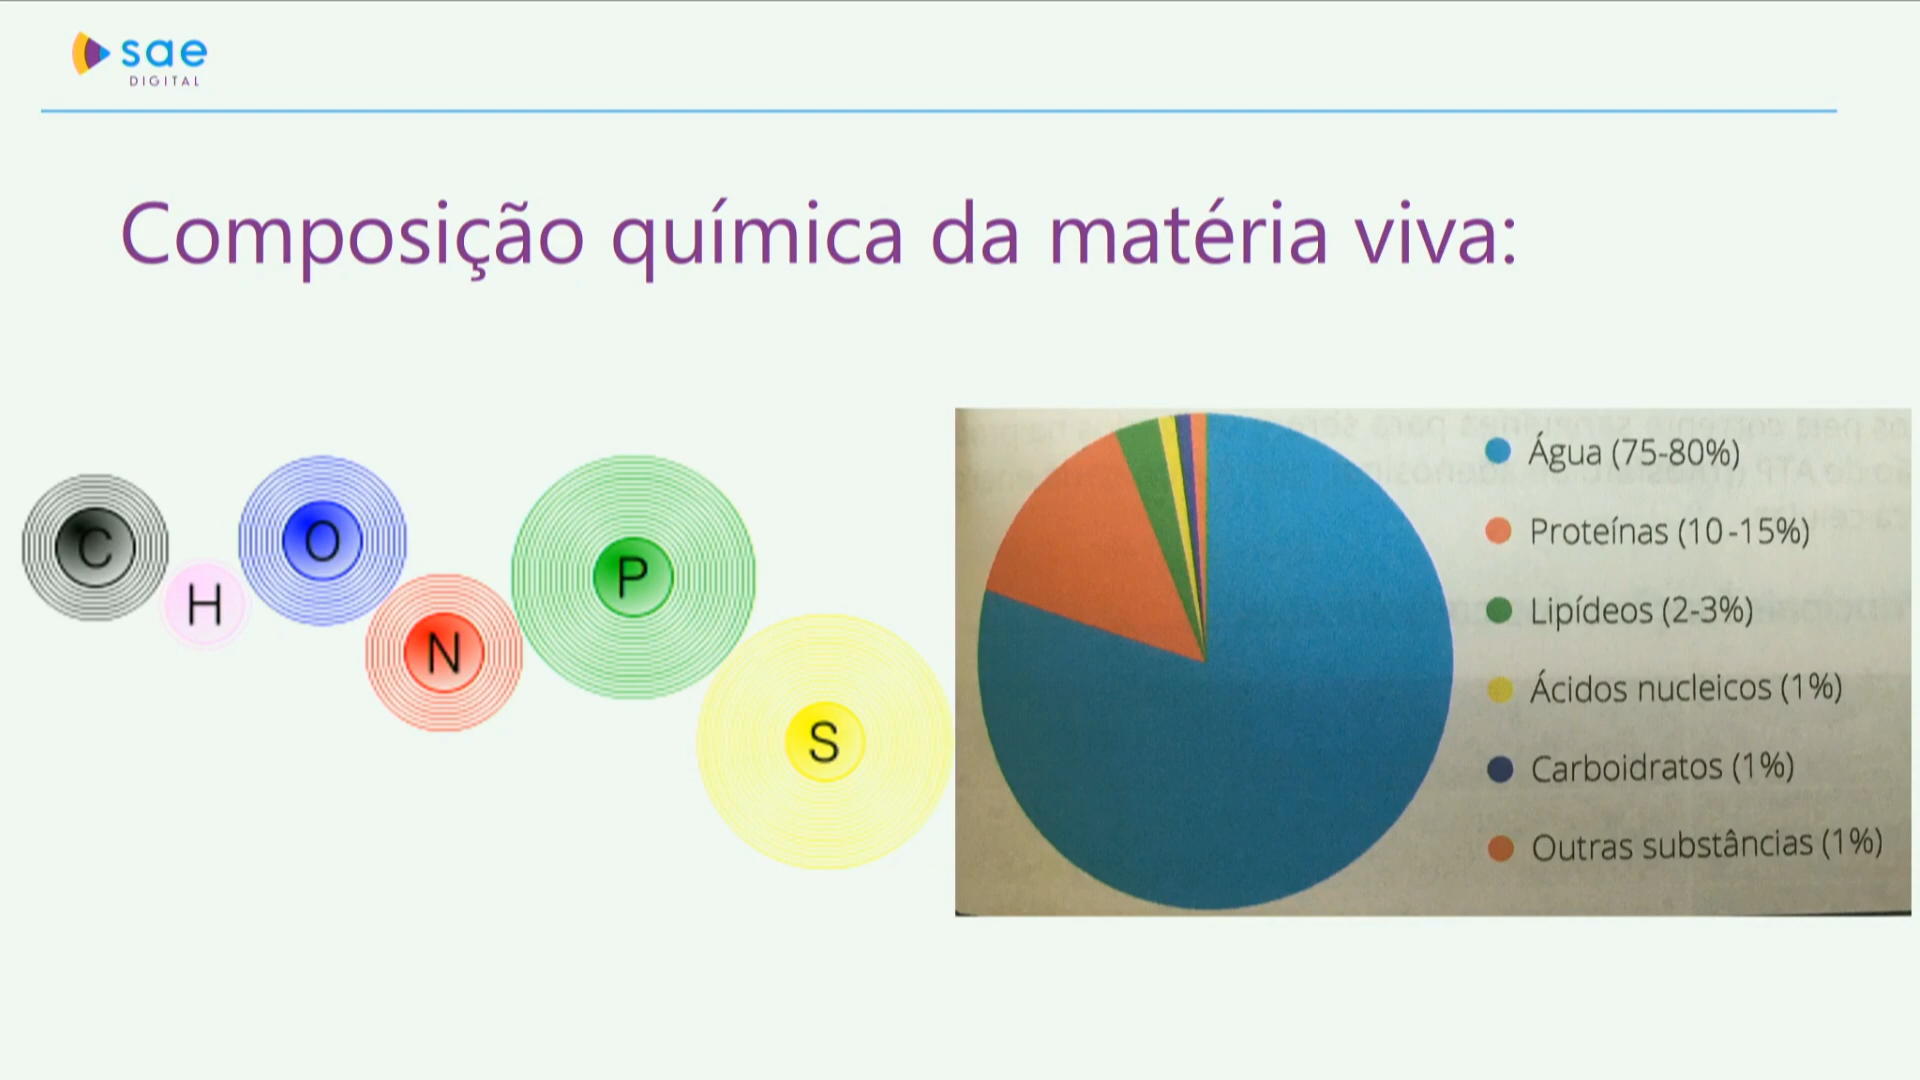 sae
DIGITAL
Composição química da matéria viva:
C
H
O
N
P
S
Água (75-80%)
Proteínas (10-15%)
Lipídeos (2-3%)
Ácidos nucleicos (1%)
Carboidratos (1%)
Outras substâncias (1%)